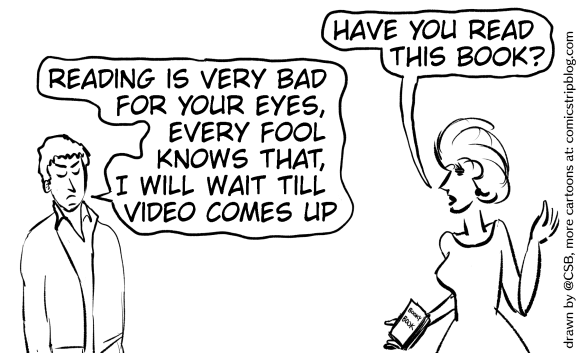 HAVE YOU READ
THIS BOOK?
READING IS VERY BAD
FOR YOUR EYES,
EVERY FOOL
KNOWS THAT,
I WILL WAIT TILL
VIDEO COMES UP
BOOK
drawn by @CSB, more cartoons at: comicstripblog.com